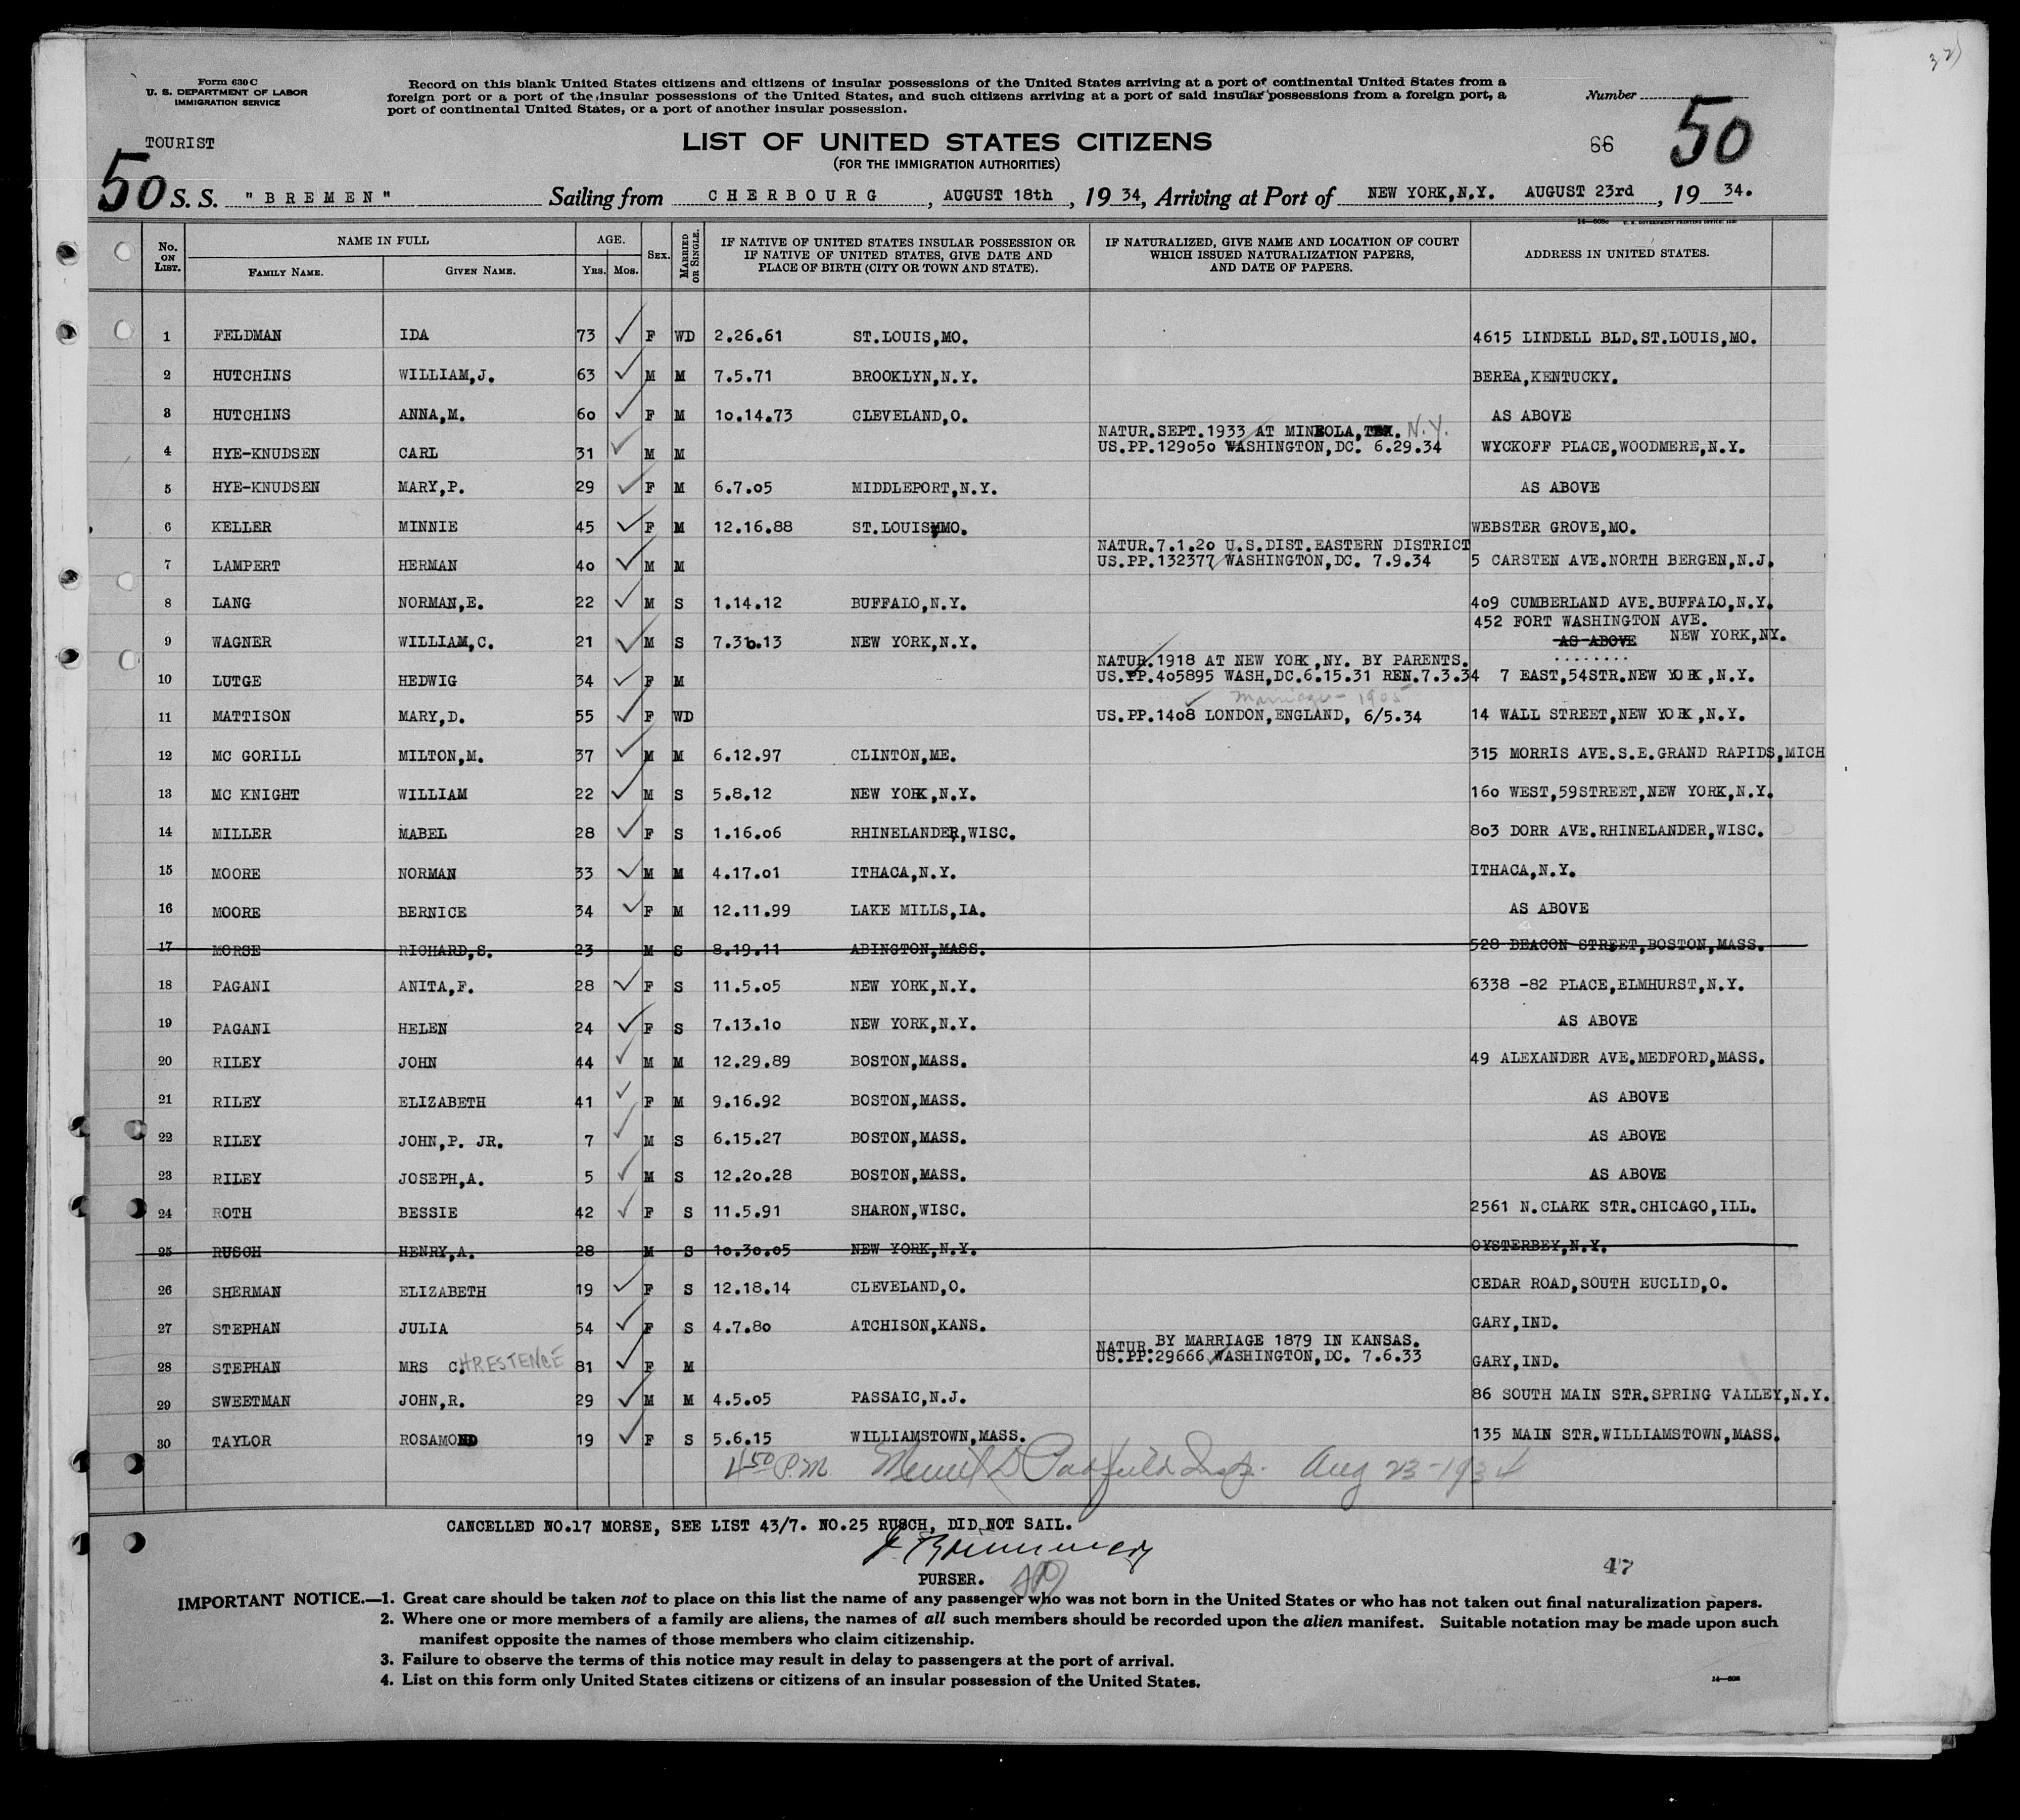 32)
Form 630 C
U. S. DEPARTMENT OF LABOR
IMMIGRATION SERVICE
Record on this blank United States citizens and citizens of insular possessions of the United States arriving at a port of continental United States from a
foreign port or a port of the insular possessions of the United States, and such citizens arriving at a port of said insular possessions from a foreign port, a
port of continental United States, or a port of another insular possession.
Number
TOURIST
LIST OF UNITED STATES CITIZENS
(FOR THE IMMIGRATION AUTHORITIES)
66
50
50 S. S. "BREMEN" Sailing from CHERBOURG, AUGUST 18th, 1934, Arriving at Port of NEW YORK,N.Y. AUGUST 23rd, 1934.
No. ON LIST. NAME IN FULL FAMILY NAME. GIVEN NAME. AGE. YRS. MOS. SEX. MARRIED OR SINGLE. IF NATIVE OF UNITED STATES INSULAR POSSESSION OR IF NATIVE OF UNITED STATES, GIVE DATE AND PLACE OF BIRTH (CITY OR TOWN AND STATE). IF NATURALIZED, GIVE NAME AND LOCATION OF COURT WHICH ISSUED NATURALIZATION PAPERS, AND DATE OF PAPERS. ADDRESS IN UNITED STATES.
1 FELDMAN IDA 73 F WD 2.26.61 ST.LOUIS,MO. 4615 LINDELL BLD.ST.LOUIS,MO.
2 HUTCHINS WILLIAM,J. 63 M M 7.5.71 BROOKLYN,N.Y. BEREA,KENTUCKY.
3 HUTCHINS ANNA,M. 60 F M 10.14.73 CLEVELAND,O. AS ABOVE
NATUR.SEPT.1933 AT MINEOLA, N.Y.
4 HYE-KNUDSEN CARL 31 M M US.PP.129050 WASHINGTON,DC. 6.29.34 WYCKOFF PLACE,WOODMERE,N.Y.
5 HYE-KNUDSEN MARY,P. 29 F M 6.7.05 MIDDLEPORT,N.Y. AS ABOVE
6 KELLER MINNIE 45 F M 12.16.88 ST.LOUIS,MO. WEBSTER GROVE,MO.
NATUR.7.1.20 U.S.DIST.EASTERN DISTRICT
7 LAMPERT HERMAN 40 M M US.PP.132377 WASHINGTON,DC. 7.9.34 5 CARSTEN AVE.NORTH BERGEN,N.J.
8 LANG NORMAN,E. 22 M S 1.14.12 BUFFALO,N.Y. 409 CUMBERLAND AVE.BUFFALO,N.Y.
452 FORT WASHINGTON AVE.
9 WAGNER WILLIAM,C. 21 M S 7.30.13 NEW YORK,N.Y. AS ABOVE NEW YORK,NY.
NATUR.1918 AT NEW YORK,NY. BY PARENTS.
10 LUTGE HEDWIG 34 F M US.PP.405895 WASH,DC.6.15.31 REN.7.3.34 7 EAST,54STR.NEW YORK,N.Y.
Marriage - 1905
11 MATTISON MARY,D. 55 F WD US.PP.1408 LONDON,ENGLAND, 6/5.34 14 WALL STREET,NEW YORK,N.Y.
12 MC GORILL MILTON,M. 37 M M 6.12.97 CLINTON,ME. 315 MORRIS AVE.S.E.GRAND RAPIDS,MICH
13 MC KNIGHT WILLIAM 22 M S 5.8.12 NEW YORK,N.Y. 160 WEST,59STREET,NEW YORK,N.Y.
14 MILLER MABEL 28 F S 1.16.06 RHINELANDER,WISC. 803 DORR AVE.RHINELANDER,WISC.
15 MOORE NORMAN 33 M M 4.17.01 ITHACA,N.Y. ITHACA,N.Y.
16 MOORE BERNICE 34 F M 12.11.99 LAKE MILLS,IA. AS ABOVE
17 MORSE RICHARD,S. 23 M S 8.19.11 ABINGTON,MASS. 528 BEACON STREET,BOSTON,MASS.
18 PAGANI ANITA,F. 28 F S 11.5.05 NEW YORK,N.Y. 6338 -82 PLACE,ELMHURST,N.Y.
19 PAGANI HELEN 24 F S 7.13.10 NEW YORK,N.Y. AS ABOVE
20 RILEY JOHN 44 M M 12.29.89 BOSTON,MASS. 49 ALEXANDER AVE.MEDFORD,MASS.
21 RILEY ELIZABETH 41 F M 9.16.92 BOSTON,MASS. AS ABOVE
22 RILEY JOHN,P. JR. 7 M S 6.15.27 BOSTON,MASS. AS ABOVE
23 RILEY JOSEPH,A. 5 M S 12.20.28 BOSTON,MASS. AS ABOVE
24 ROTH BESSIE 42 F S 11.5.91 SHARON,WISC. 2561 N.CLARK STR.CHICAGO,ILL.
25 RUSCH HENRY,A. 28 M S 10.30.05 NEW YORK,N.Y. OYSTERBEY,N.Y.
26 SHERMAN ELIZABETH 19 F S 12.18.14 CLEVELAND,O. CEDAR ROAD,SOUTH EUCLID,O.
27 STEPHAN JULIA 54 F S 4.7.80 ATCHISON,KANS. GARY,IND.
NATUR. BY MARRIAGE 1879 IN KANSAS.
28 STEPHAN MRS C.HRESTENCE 81 F M US.PP.29666 WASHINGTON,DC. 7.6.33 GARY,IND.
29 SWEETMAN JOHN,R. 29 M M 4.5.05 PASSAIC,N.J. 86 SOUTH MAIN STR.SPRING VALLEY,N.Y.
30 TAYLOR ROSAMOND 19 F S 5.6.15 WILLIAMSTOWN,MASS. 135 MAIN STR.WILLIAMSTOWN,MASS.
4 50 P.M Aug 23-1934
CANCELLED NO.17 MORSE, SEE LIST 43/7. NO.25 RUSCH, DID NOT SAIL.
PURSER.
47
IMPORTANT NOTICE.—1. Great care should be taken not to place on this list the name of any passenger who was not born in the United States or who has not taken out final naturalization papers.
2. Where one or more members of a family are aliens, the names of all such members should be recorded upon the alien manifest. Suitable notation may be made upon such
manifest opposite the names of those members who claim citizenship.
3. Failure to observe the terms of this notice may result in delay to passengers at the port of arrival.
4. List on this form only United States citizens or citizens of an insular possession of the United States.